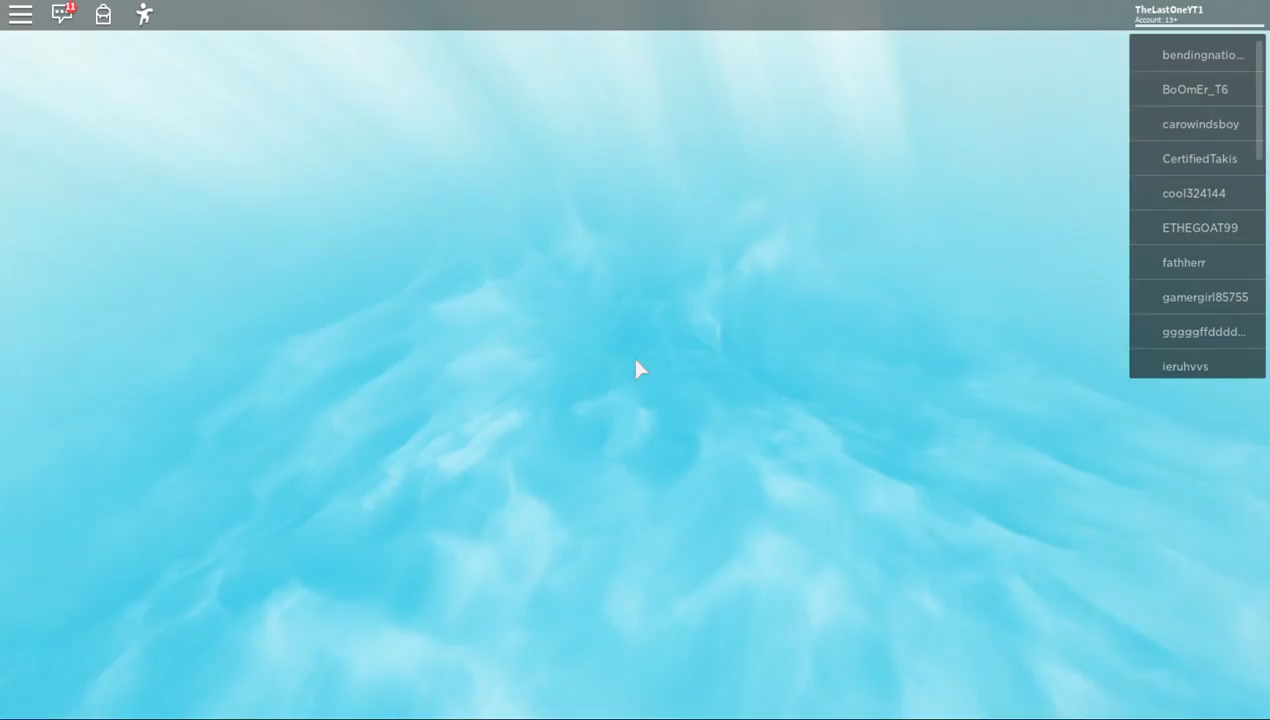 11
TheLastOneYT1
Account: 13+
bendingnatio...
BoOmEr_T6
carowindsboy
CertifiedTakis
cool324144
ETHEGOAT99
fathherr
gamergirl85755
gggggffdddd...
ieruhvvs